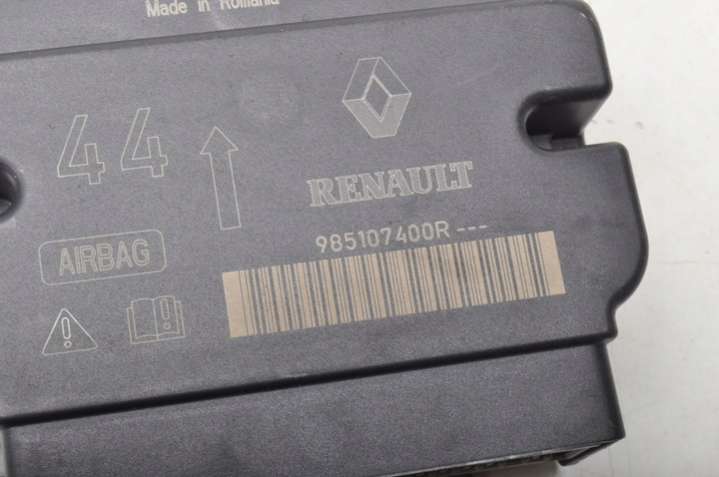 Made in Romania
44
RENAULT
985107400R ---
AIRBAG